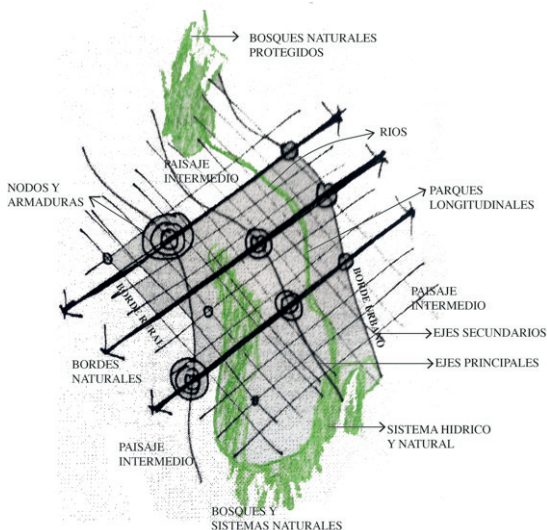 BOSQUES NATURALES
PROTEGIDOS
RIOS
PAISAJE
INTERMEDIO
NODOS Y
ARMADURAS
PARQUES
LONGITUDINALES
BORDE RURAL
BORDE URBANO
PAISAJE
INTERMEDIO
EJES SECUNDARIOS
BORDES
NATURALES
EJES PRINCIPALES
SISTEMA HIDRICO
Y NATURAL
PAISAJE
INTERMEDIO
BOSQUES Y
SISTEMAS NATURALES